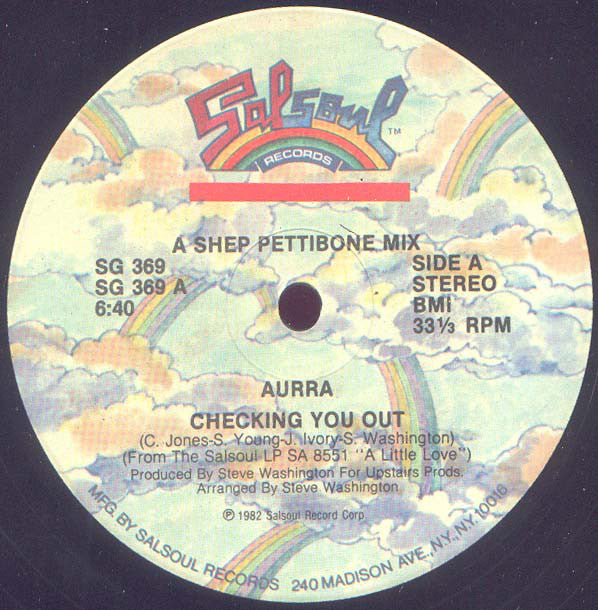 Salsoul TM
RECORDS
A SHEP PETTIBONE MIX
SG 369
SG 369 A
6:40
SIDE A
STEREO
BMI
33⅓ RPM
AURRA
CHECKING YOU OUT
(C. Jones-S. Young-J. Ivory-S. Washington)
(From The Salsoul LP SA 8551 "A Little Love")
Produced By Steve Washington For Upstairs Prods.
Arranged By Steve Washington
℗ 1982 Salsoul Record Corp.
MFG. BY SALSOUL RECORDS 240 MADISON AVE., N.Y., N.Y. 10016